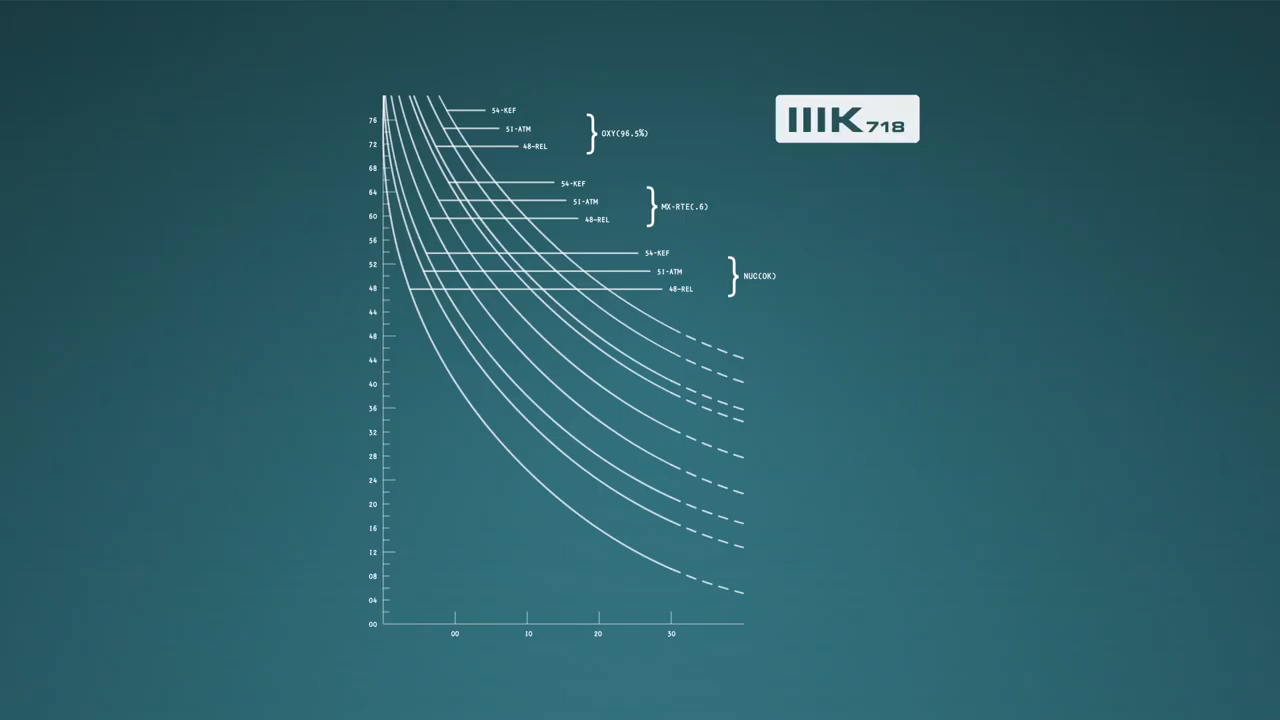 IIIK 718
54-KEF
51-ATM
48-REL
OXY(96.5%)
54-KEF
51-ATM
48-REL
MX-RTE(.6)
54-KEF
51-ATM
48-REL
NUC(OK)
76
72
68
64
60
56
52
48
44
48
44
40
36
32
28
24
20
16
12
08
04
00
00 10 20 30